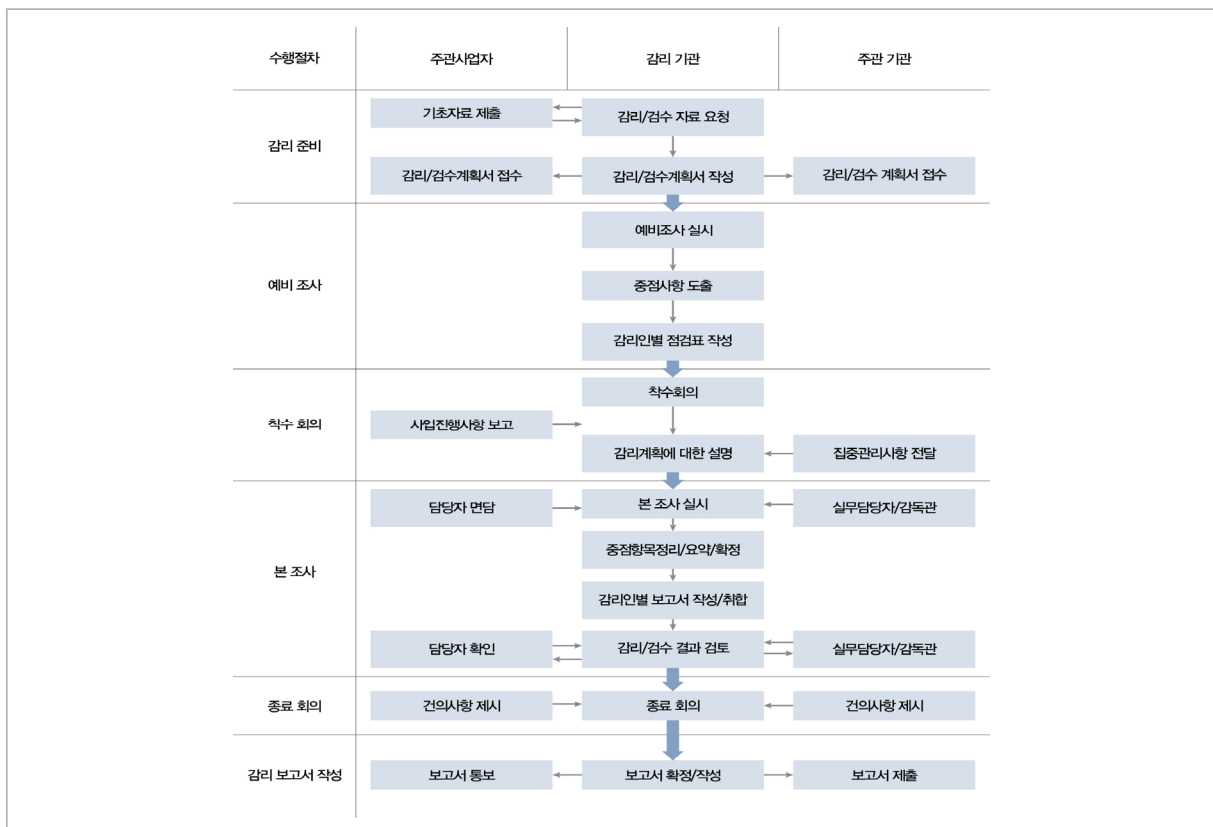 수행절차 주관사업자 감리 기관 주관 기관
기초자료 제출 감리/검수 자료 요청
감리 준비
감리/검수계획서 접수 감리/검수계획서 작성 감리/검수 계획서 접수
예비조사 실시
예비 조사 중점사항 도출
감리인별 점검표 작성
착수회의
착수 회의 사입진행사항 보고
감리계획에 대한 설명 집중관리사항 전달
담당자 면담 본 조사 실시 실무담당자/감독관
중점항목정리/요약/확정
본 조사
감리인별 보고서 작성/취합
담당자 확인 감리/검수 결과 검토 실무담당자/감독관
종료 회의 건의사항 제시 종료 회의 건의사항 제시
감리 보고서 작성 보고서 통보 보고서 확정/작성 보고서 제출